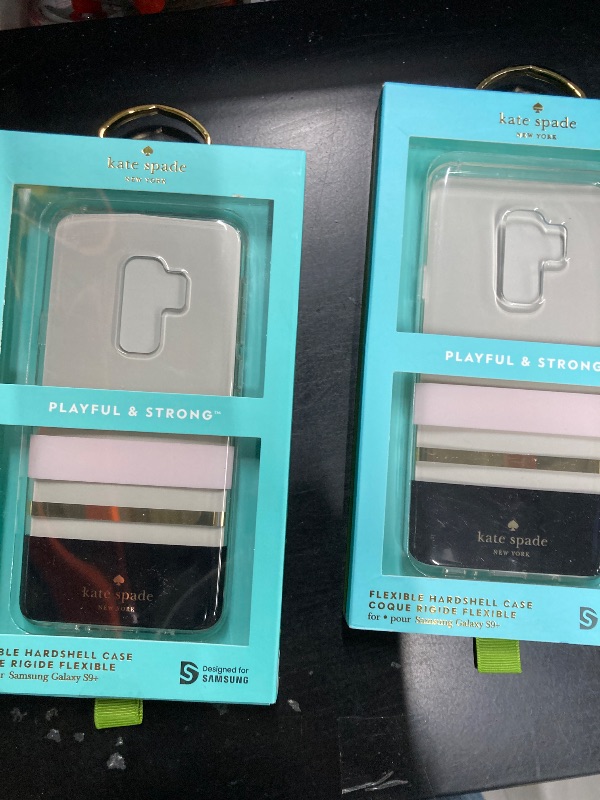 kate spade
NEW YORK
PLAYFUL & STRONG™
kate spade
NEW YORK
BLE HARDSHELL CASE
E RIGIDE FLEXIBLE
r Samsung Galaxy S9+
Designed for
SAMSUNG
kate spade
NEW YORK
PLAYFUL & STRONG
kate spade
NEW YORK
FLEXIBLE HARDSHELL CASE
COQUE RIGIDE FLEXIBLE
for • pour Samsung Galaxy S9+